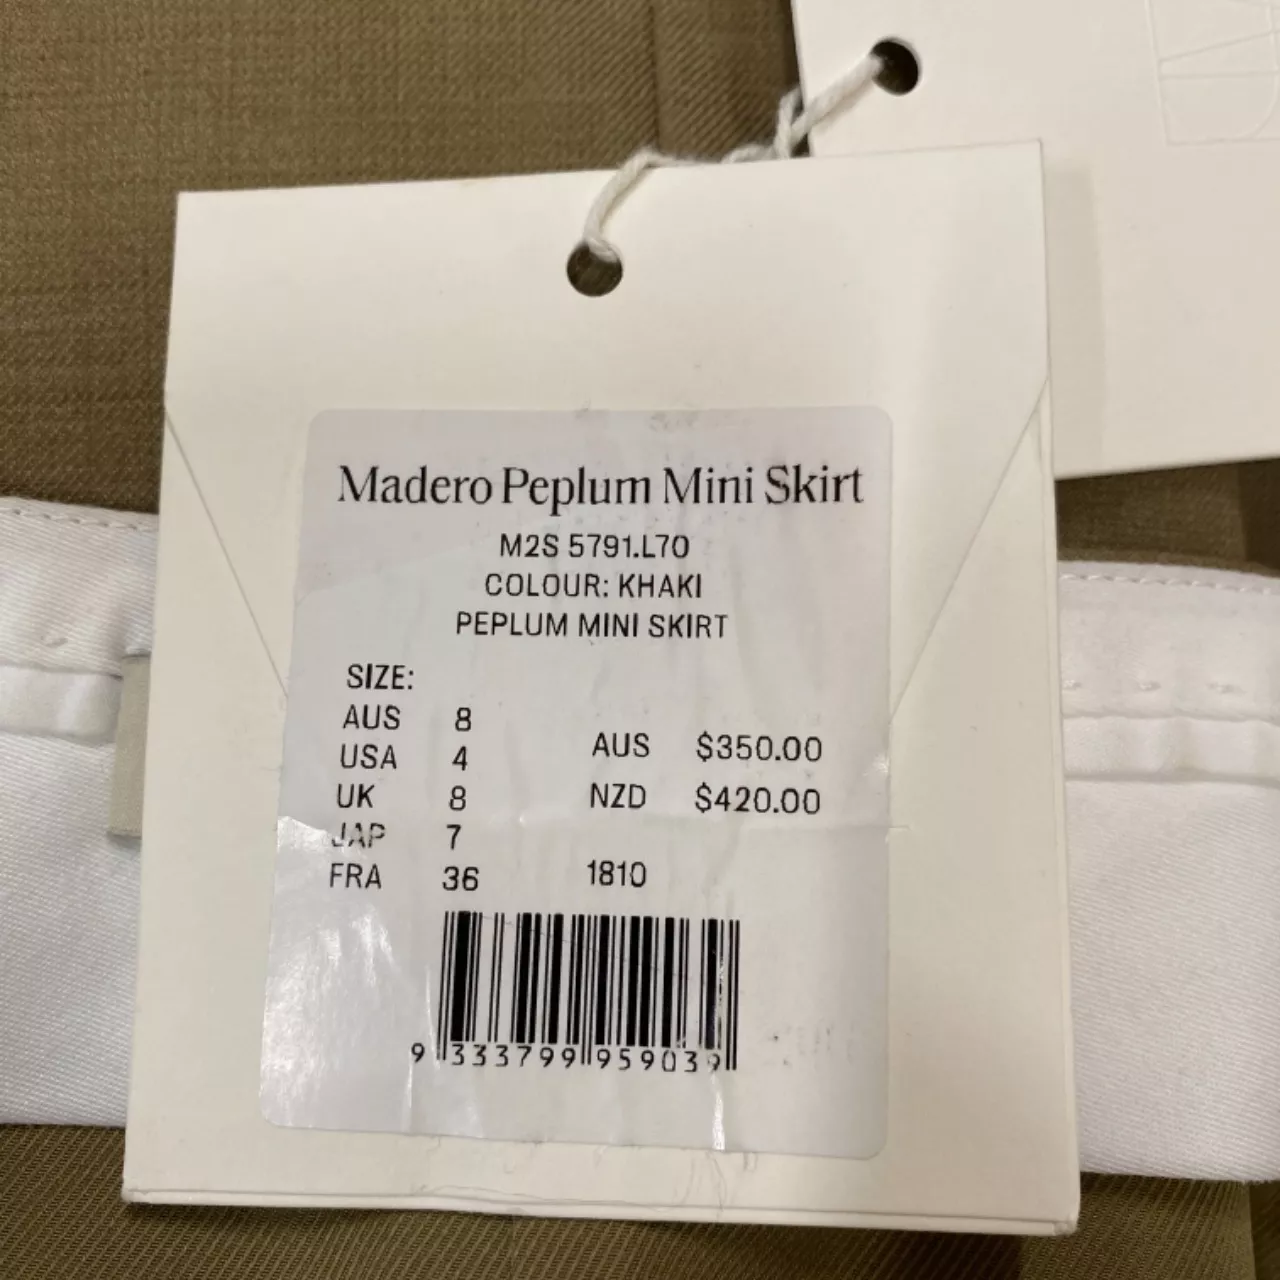 Madero Peplum Mini Skirt
M2S 5791.L70
COLOUR: KHAKI
PEPLUM MINI SKIRT
SIZE:
AUS 8
USA 4
UK 8
JAP 7
FRA 36
AUS $350.00
NZD $420.00
1810
9 333799 959039